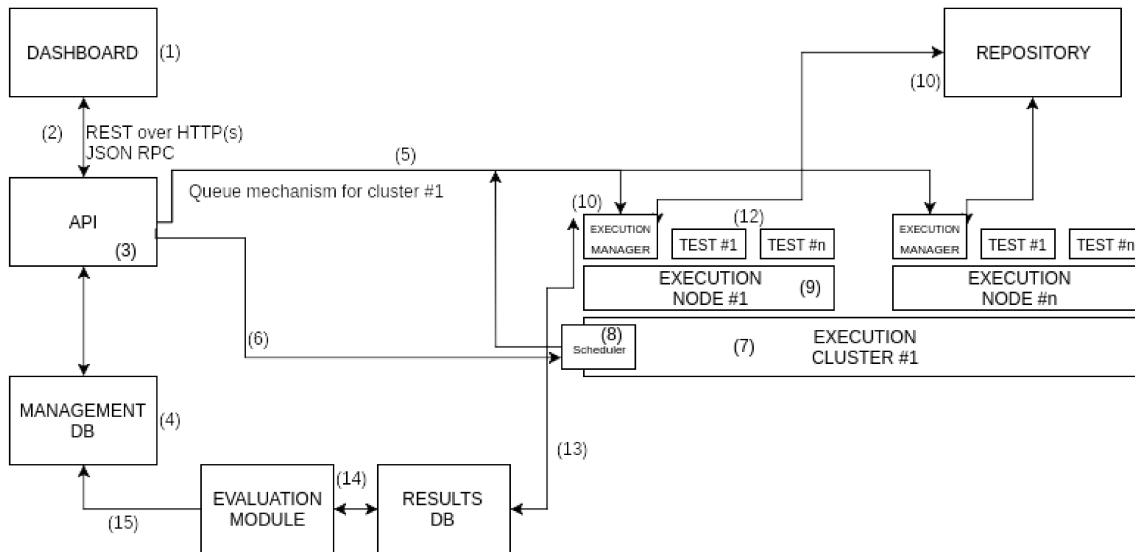 DASHBOARD
(1)
REPOSITORY
(10)
(2)
REST over HTTP(s)
JSON RPC
(5)
Queue mechanism for cluster #1
API
(3)
(10)
(12)
EXECUTION
MANAGER
TEST #1
TEST #n
EXECUTION
MANAGER
TEST #1
TEST #n
EXECUTION
NODE #1
(9)
EXECUTION
NODE #n
(6)
(8)
Scheduler
(7)
EXECUTION
CLUSTER #1
MANAGEMENT
DB
(4)
(13)
(14)
EVALUATION
MODULE
RESULTS
DB
(15)